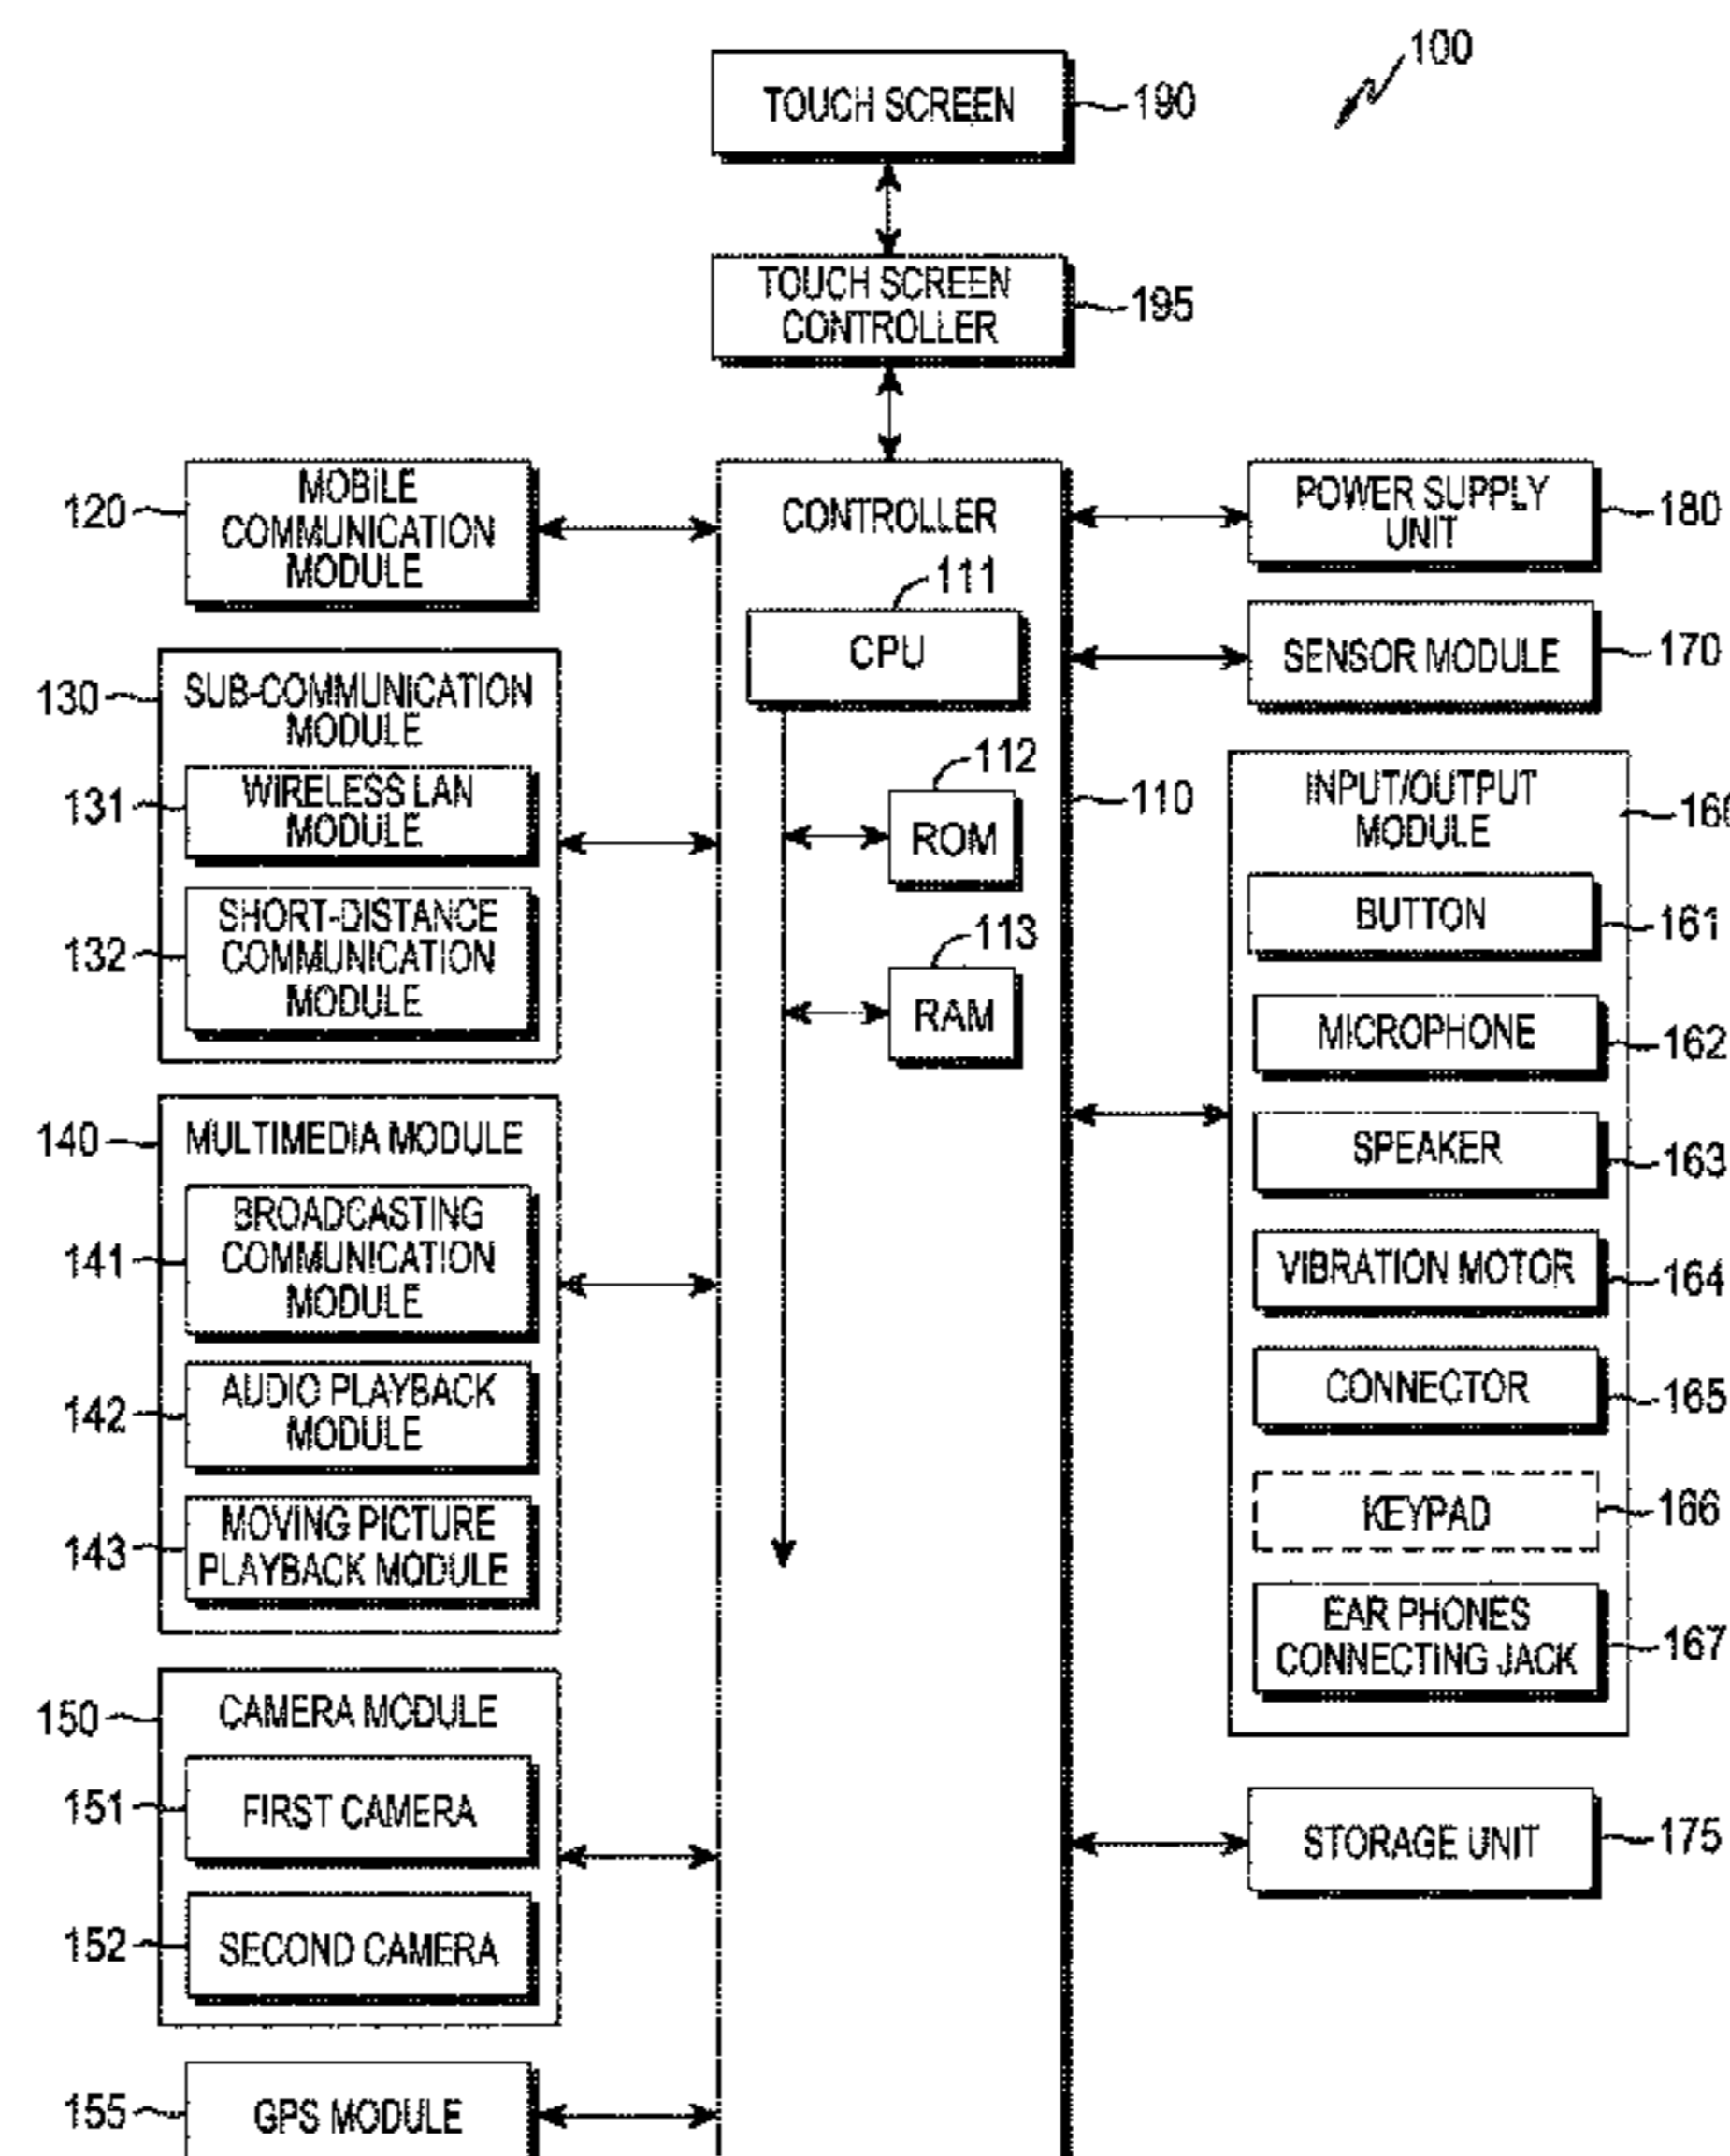 100
TOUCH SCREEN
190
TOUCH SCREEN
CONTROLLER
195
120
MOBILE
COMMUNICATION
MODULE
130
SUB-COMMUNICATION
MODULE
131
WIRELESS LAN
MODULE
132
SHORT-DISTANCE
COMMUNICATION
MODULE
140
MULTIMEDIA MODULE
141
BROADCASTING
COMMUNICATION
MODULE
142
AUDIO PLAYBACK
MODULE
143
MOVING PICTURE
PLAYBACK MODULE
150
CAMERA MODULE
151
FIRST CAMERA
152
SECOND CAMERA
155
GPS MODULE
CONTROLLER
111
CPU
112
ROM
110
113
RAM
POWER SUPPLY
UNIT
180
SENSOR MODULE
170
INPUT/OUTPUT
MODULE
BUTTON
161
MICROPHONE
162
SPEAKER
163
VIBRATION MOTOR
164
CONNECTOR
165
KEYPAD
166
EAR PHONES
CONNECTING JACK
167
STORAGE UNIT
175